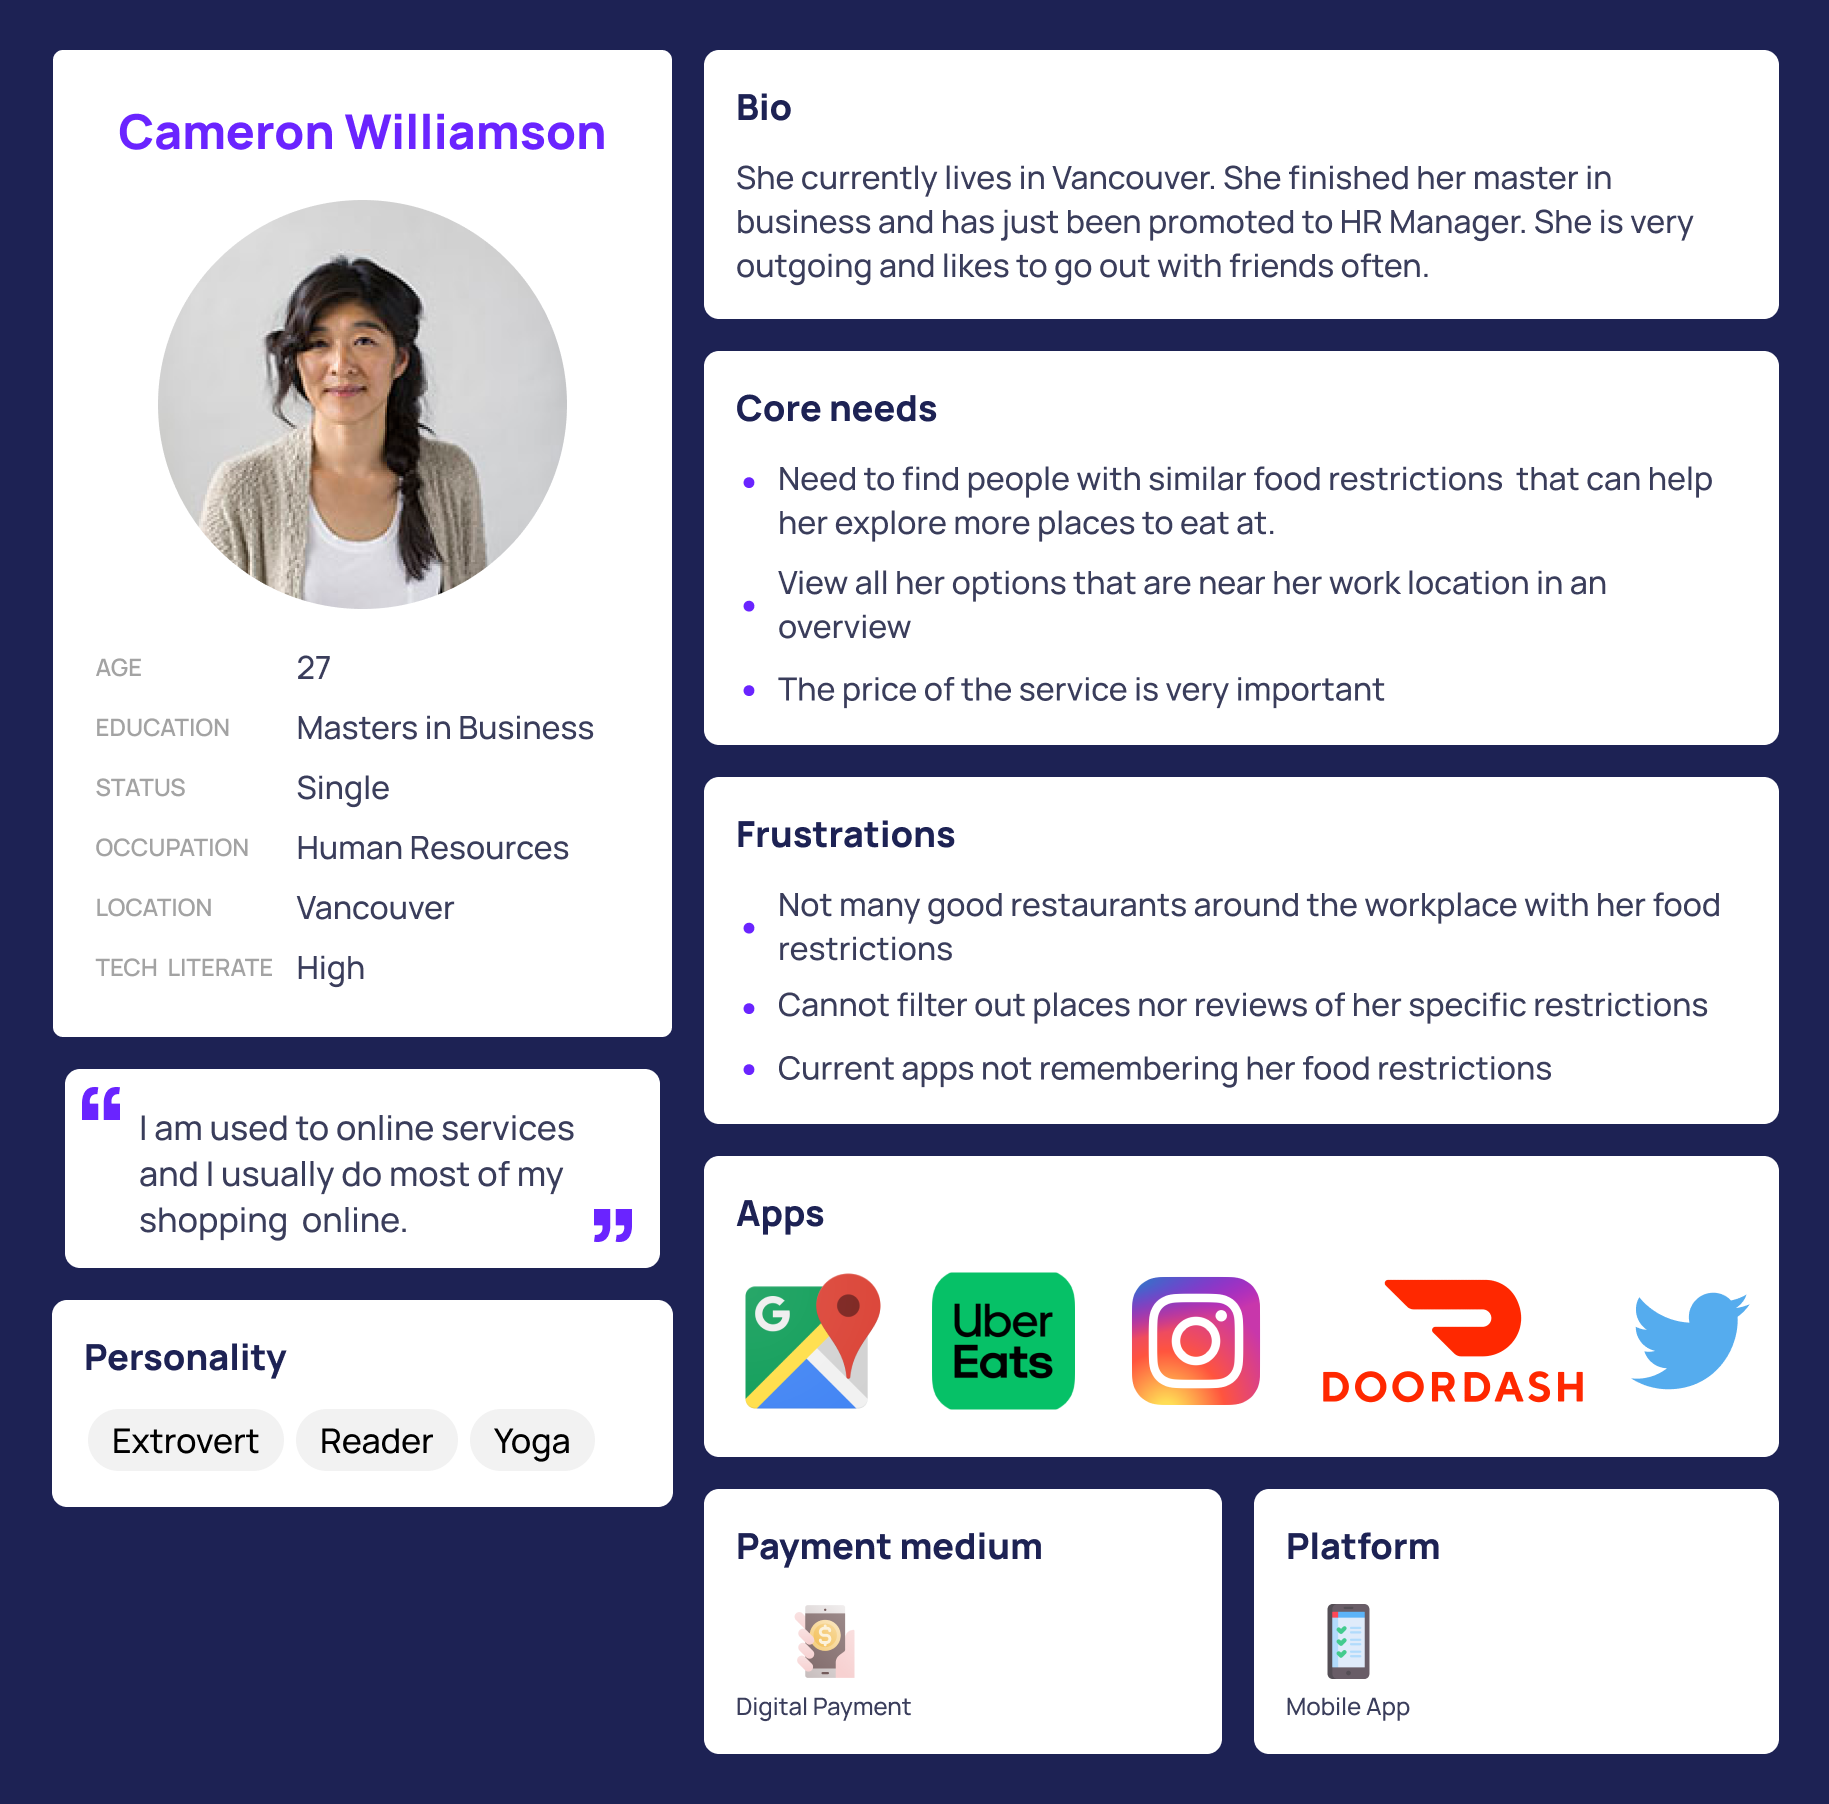 Cameron Williamson
AGE 27
EDUCATION Masters in Business
STATUS Single
OCCUPATION Human Resources
LOCATION Vancouver
TECH LITERATE High
“
I am used to online services
and I usually do most of my
shopping online.
”
Personality
Extrovert Reader Yoga
Bio
She currently lives in Vancouver. She finished her master in
business and has just been promoted to HR Manager. She is very
outgoing and likes to go out with friends often.
Core needs
• Need to find people with similar food restrictions that can help
her explore more places to eat at.
• View all her options that are near her work location in an
overview
• The price of the service is very important
Frustrations
• Not many good restaurants around the workplace with her food
restrictions
• Cannot filter out places nor reviews of her specific restrictions
• Current apps not remembering her food restrictions
Apps
G
Uber
Eats
DOORDASH
Payment medium
$
Digital Payment
Platform
Mobile App